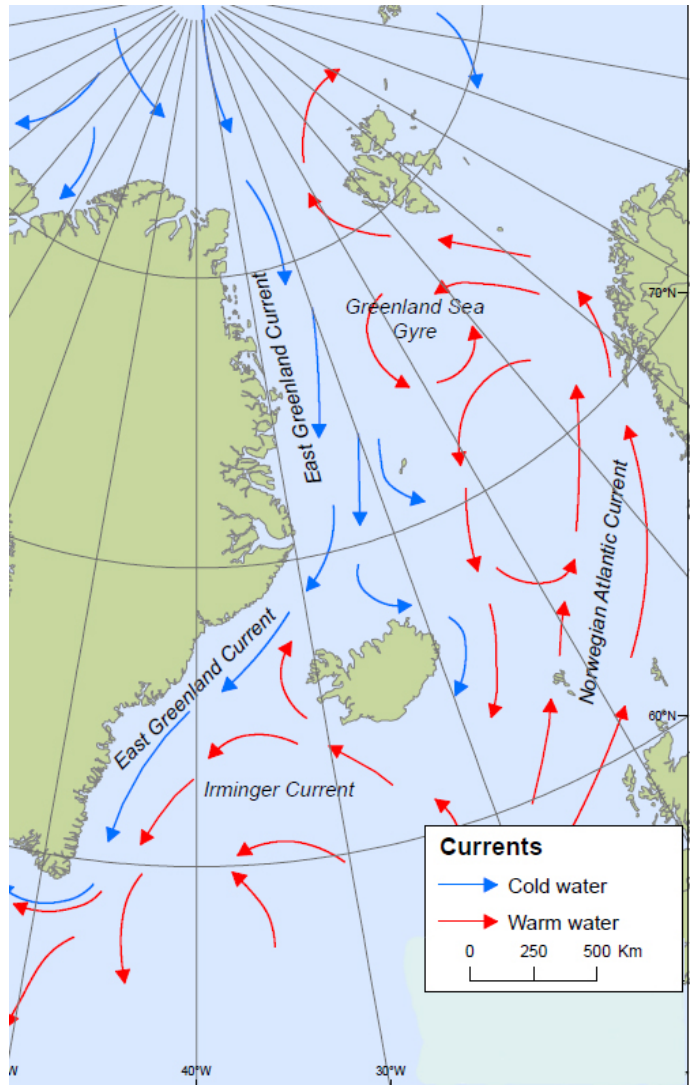 Greenland Sea
Gyre
70°N
East Greenland Current
Norwegian Atlantic Current
East Greenland Current
60°N
Irminger Current
Currents
Cold water
Warm water
0 250 500 Km
W
40°W
30°W